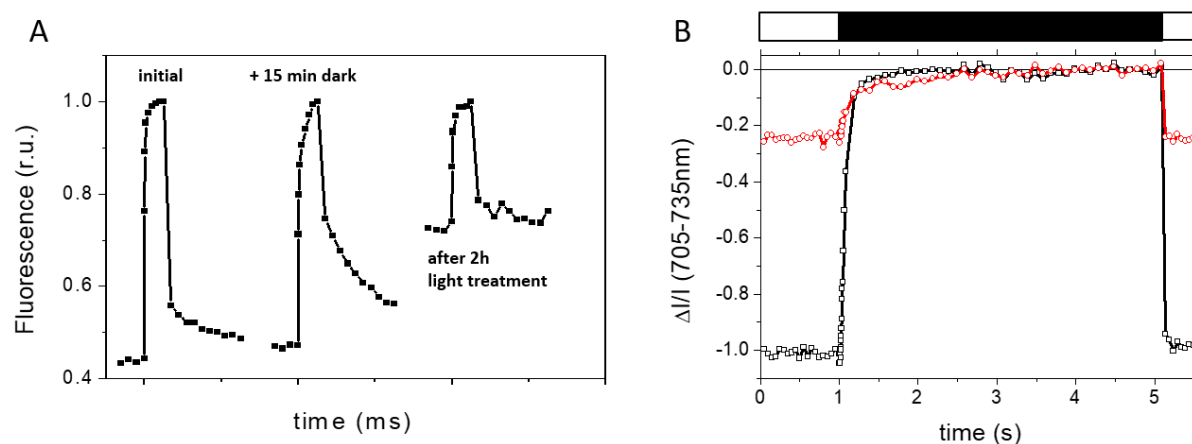 A
initial
+ 15 min dark
after 2h
light treatment
1.0
0.8
0.6
0.4
Fluorescence (r.u.)
time (ms)
B
0.0
-0.2
-0.4
-0.6
-0.8
-1.0
ΔI/I (705-735nm)
0
1
2
3
4
5
time (s)